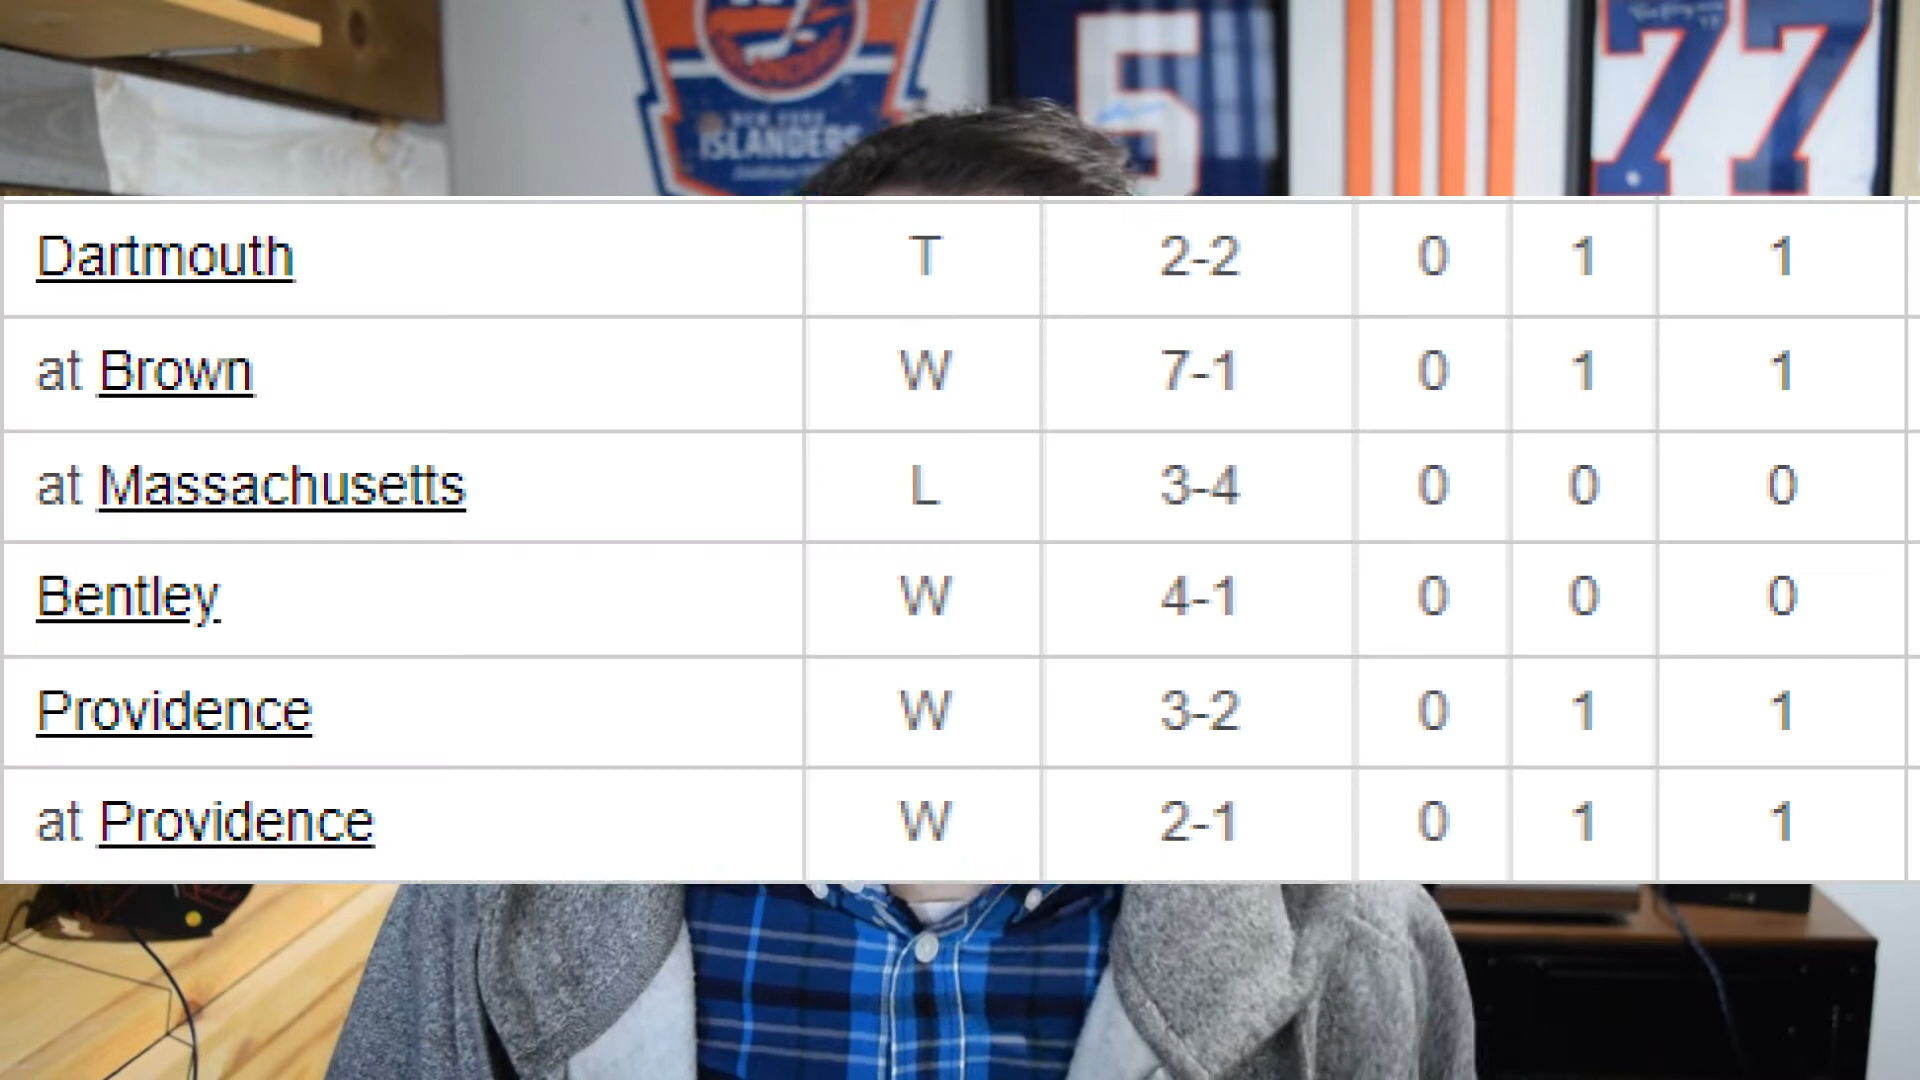 NEW YORK
ISLANDERS
5
77
Dartmouth T 2-2 0 1 1
at Brown W 7-1 0 1 1
at Massachusetts L 3-4 0 0 0
Bentley W 4-1 0 0 0
Providence W 3-2 0 1 1
at Providence W 2-1 0 1 1